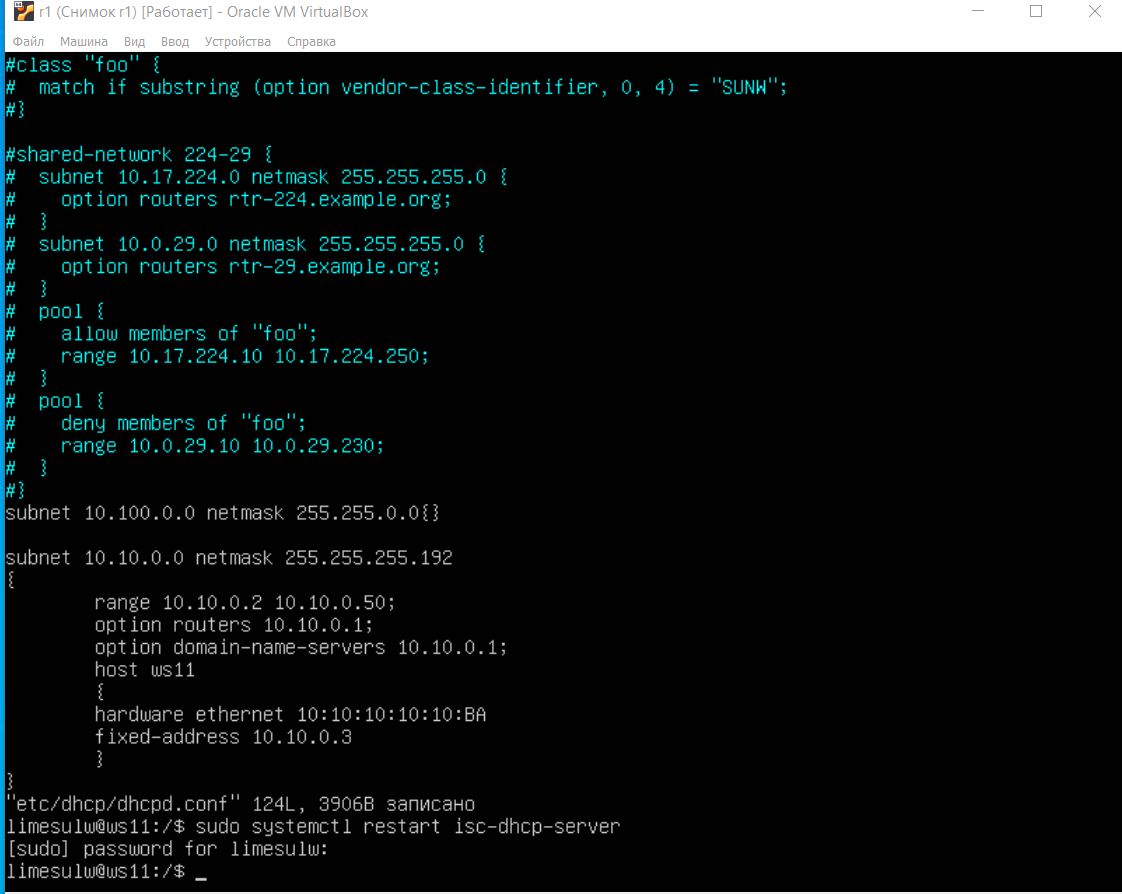 r1 (Снимок r1) [Работает] - Oracle VM VirtualBox
Файл Машина Вид Ввод Устройства Справка
#class "foo" {
#  match if substring (option vendor-class-identifier, 0, 4) = "SUNW";
#}

#shared-network 224-29 {
#  subnet 10.17.224.0 netmask 255.255.255.0 {
#    option routers rtr-224.example.org;
#  }
#  subnet 10.0.29.0 netmask 255.255.255.0 {
#    option routers rtr-29.example.org;
#  }
#  pool {
#    allow members of "foo";
#    range 10.17.224.10 10.17.224.250;
#  }
#  pool {
#    deny members of "foo";
#    range 10.0.29.10 10.0.29.230;
#  }
#}
subnet 10.100.0.0 netmask 255.255.0.0{}

subnet 10.10.0.0 netmask 255.255.255.192
{
        range 10.10.0.2 10.10.0.50;
        option routers 10.10.0.1;
        option domain-name-servers 10.10.0.1;
        host ws11
        {
        hardware ethernet 10:10:10:10:10:BA
        fixed-address 10.10.0.3
        }
}
"etc/dhcp/dhcpd.conf" 124L, 3906B записано
limesulw@ws11:/$ sudo systemctl restart isc-dhcp-server
[sudo] password for limesulw:
limesulw@ws11:/$ _